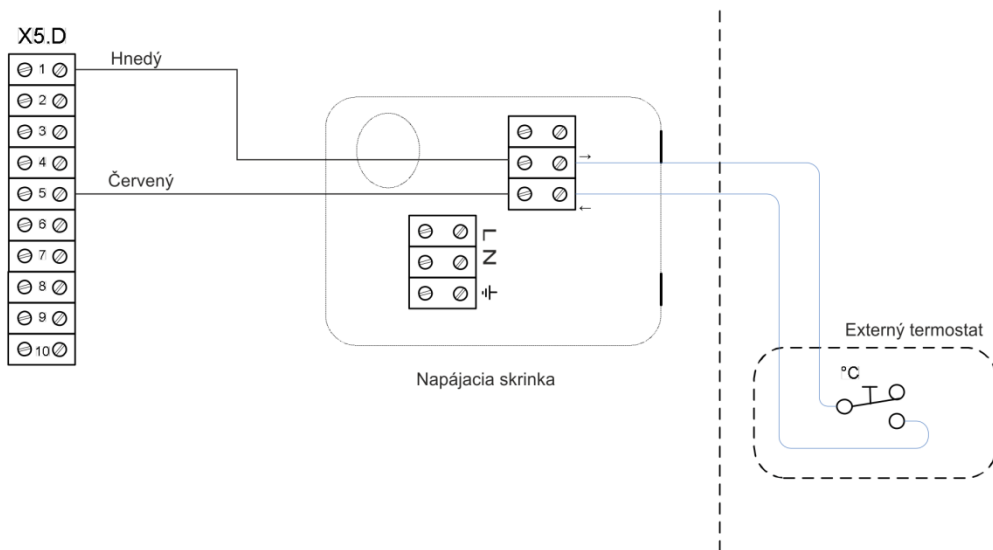 X5.D
1
Hnedý
2
3
4
→
Červený
5
←
6
L
7
N
8
9
10
Externý termostat
Napájacia skrinka
°C